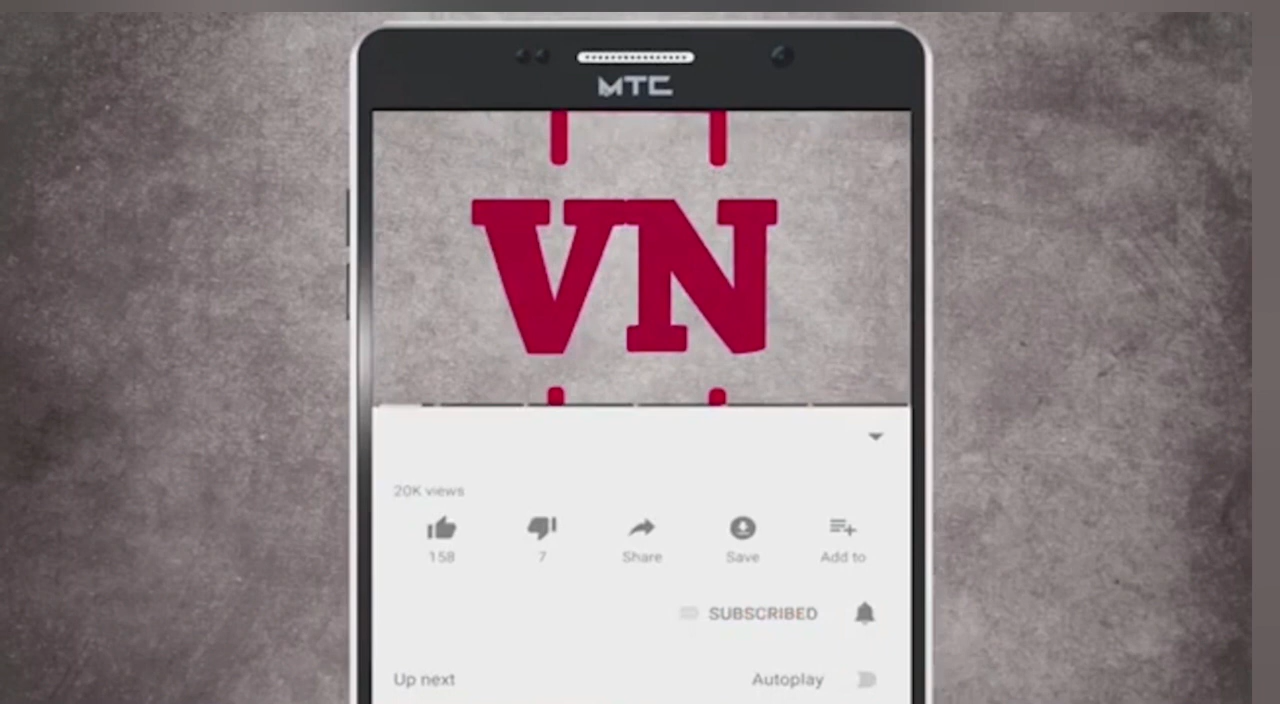 MTC
VN
20K views
158 7 Share Save Add to
SUBSCRIBED
Up next Autoplay